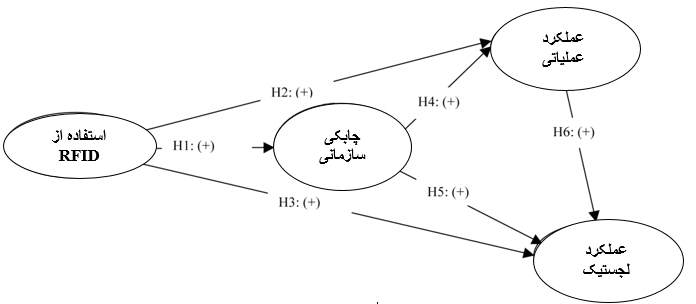 عملکرد
عملیاتی
H2: (+)
H4: (+)
استفاده از
RFID
H1: (+)
چابکی
سازمانی
H6: (+)
H3: (+)
H5: (+)
عملکرد
لجستیک